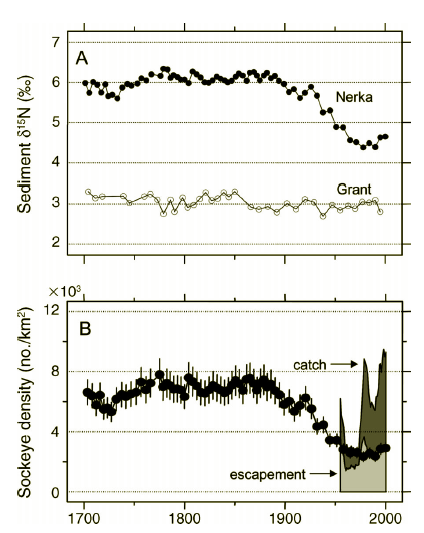 7
A
6
Nerka
5
4
Grant
3
2
Sediment δ¹⁵N (‰)
×10³
12
B
catch
8
4
escapement
0
Sockeye density (no./km²)
1700 1800 1900 2000